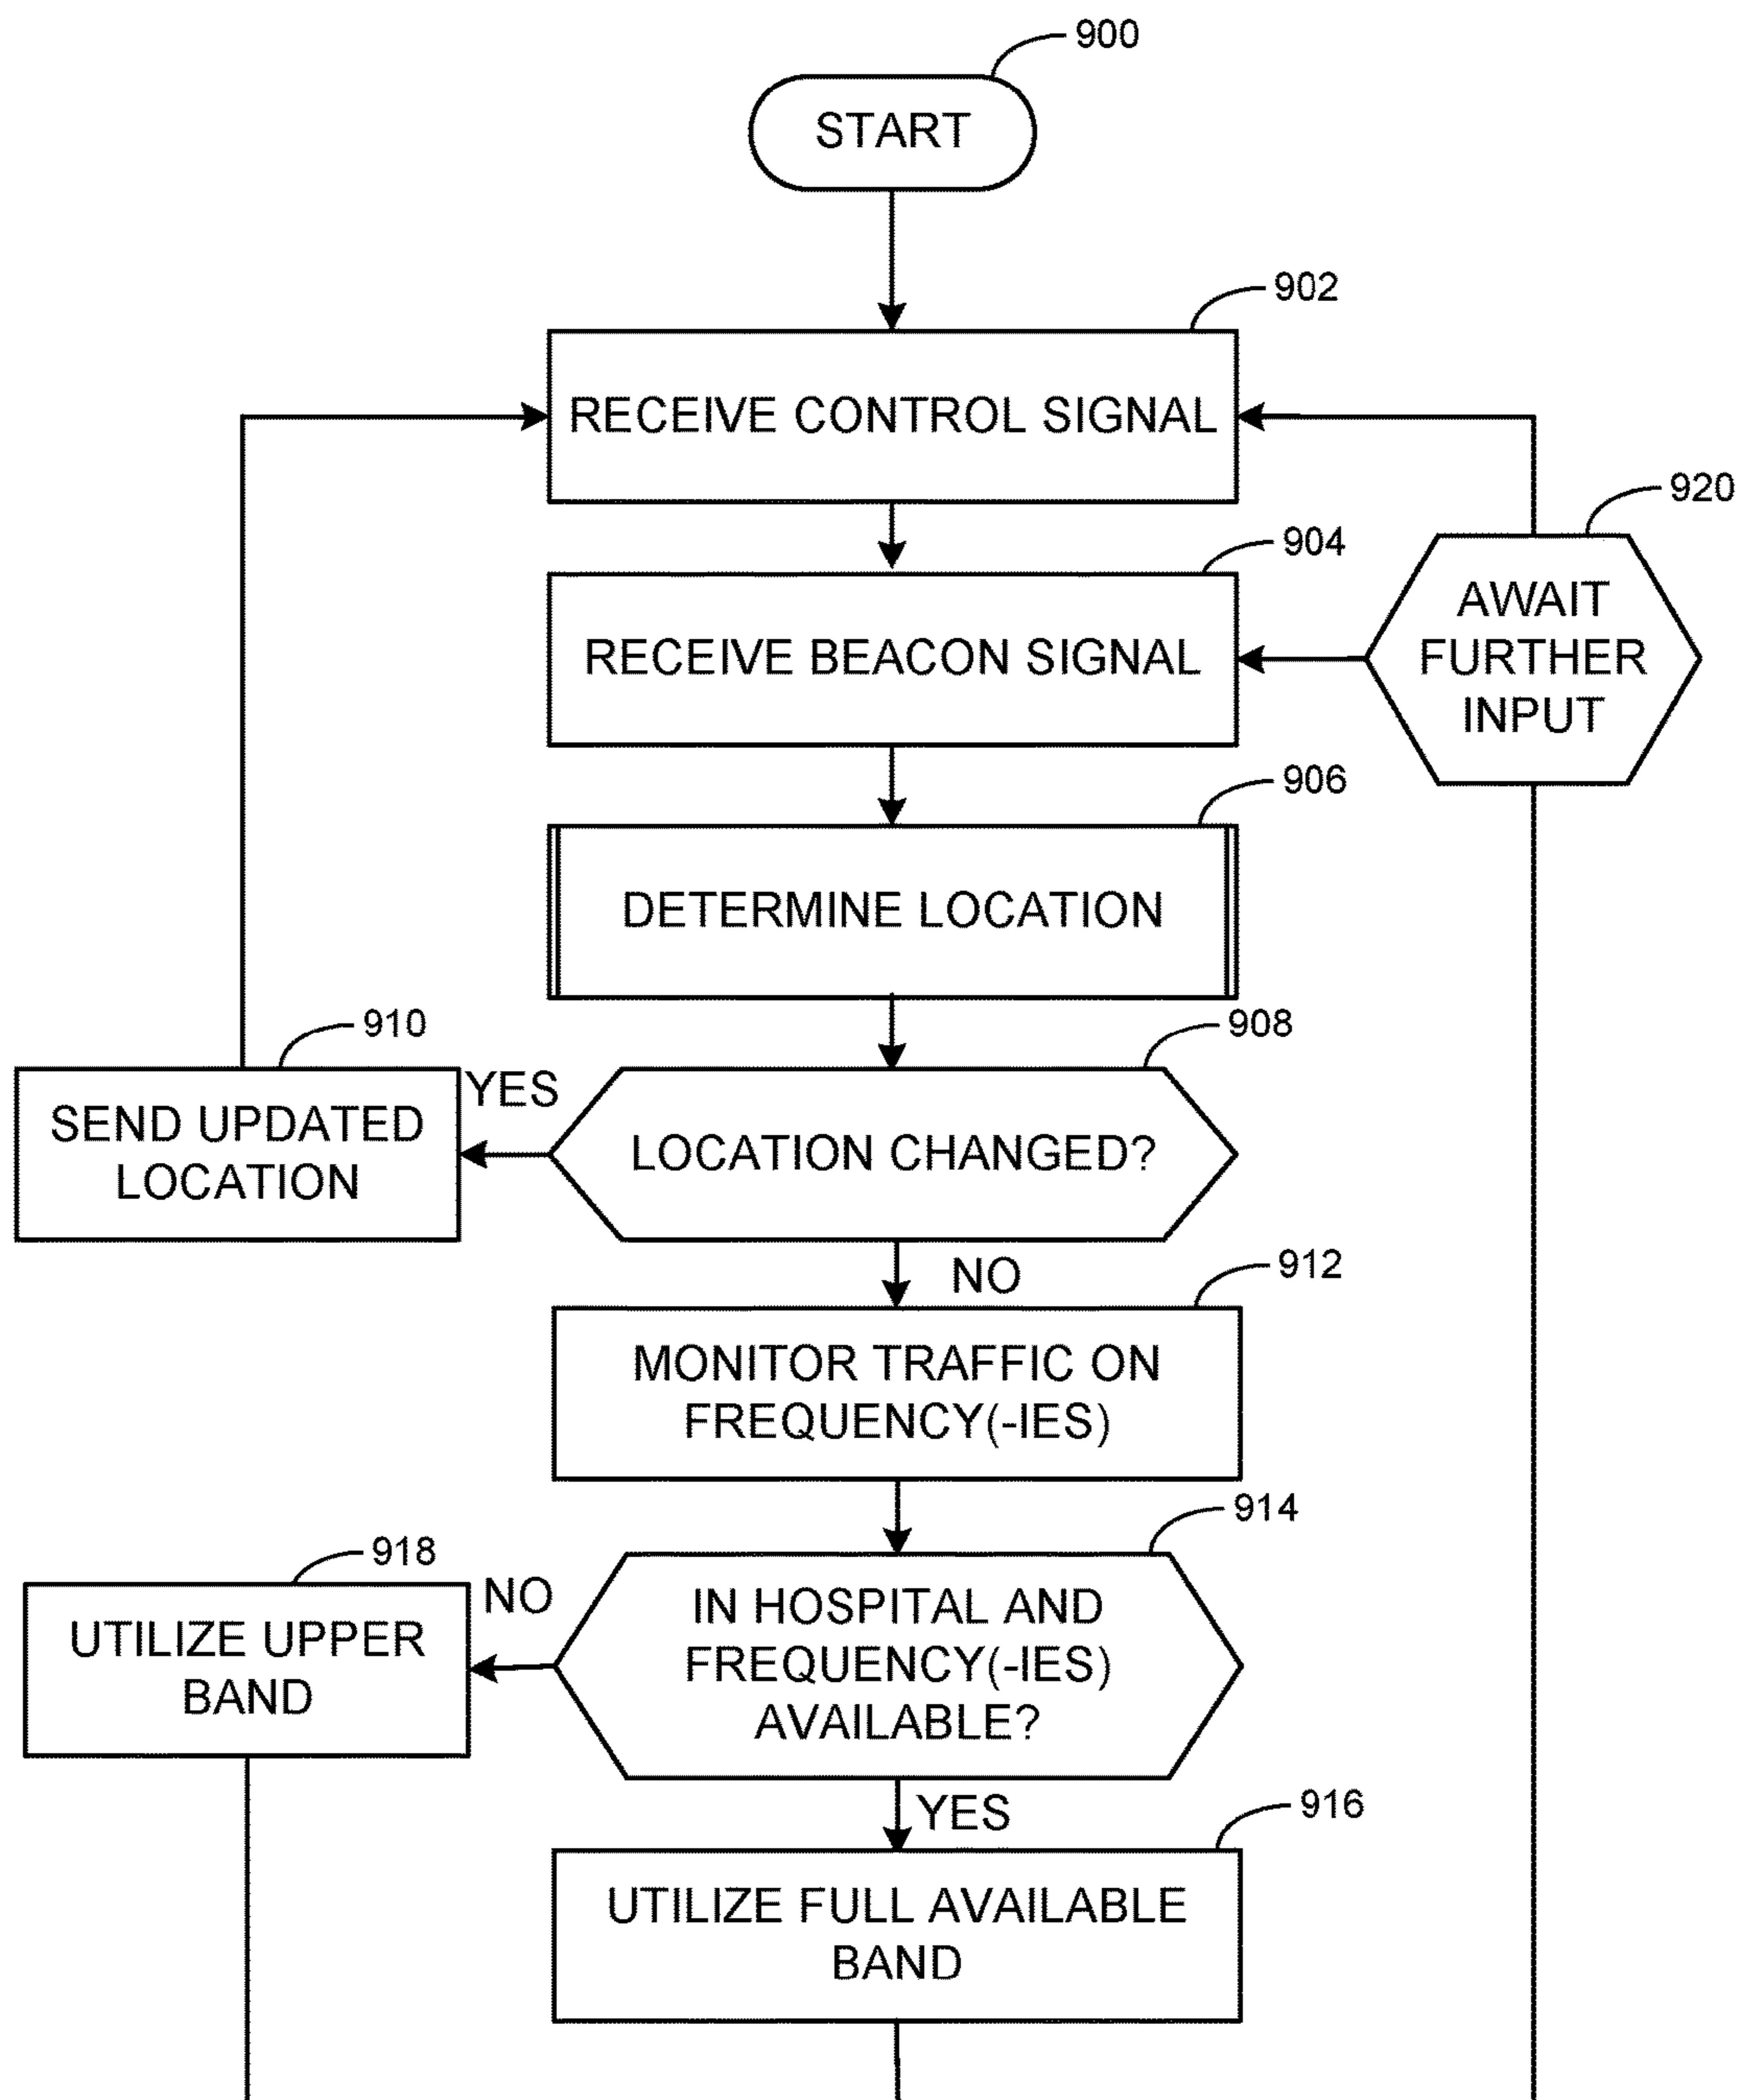 900
START
902
RECEIVE CONTROL SIGNAL
920
904
AWAIT
FURTHER
INPUT
RECEIVE BEACON SIGNAL
906
DETERMINE LOCATION
910
908
YES
SEND UPDATED
LOCATION
LOCATION CHANGED?
NO
912
MONITOR TRAFFIC ON
FREQUENCY(-IES)
914
918
NO
IN HOSPITAL AND
FREQUENCY(-IES)
AVAILABLE?
UTILIZE UPPER
BAND
YES
916
UTILIZE FULL AVAILABLE
BAND